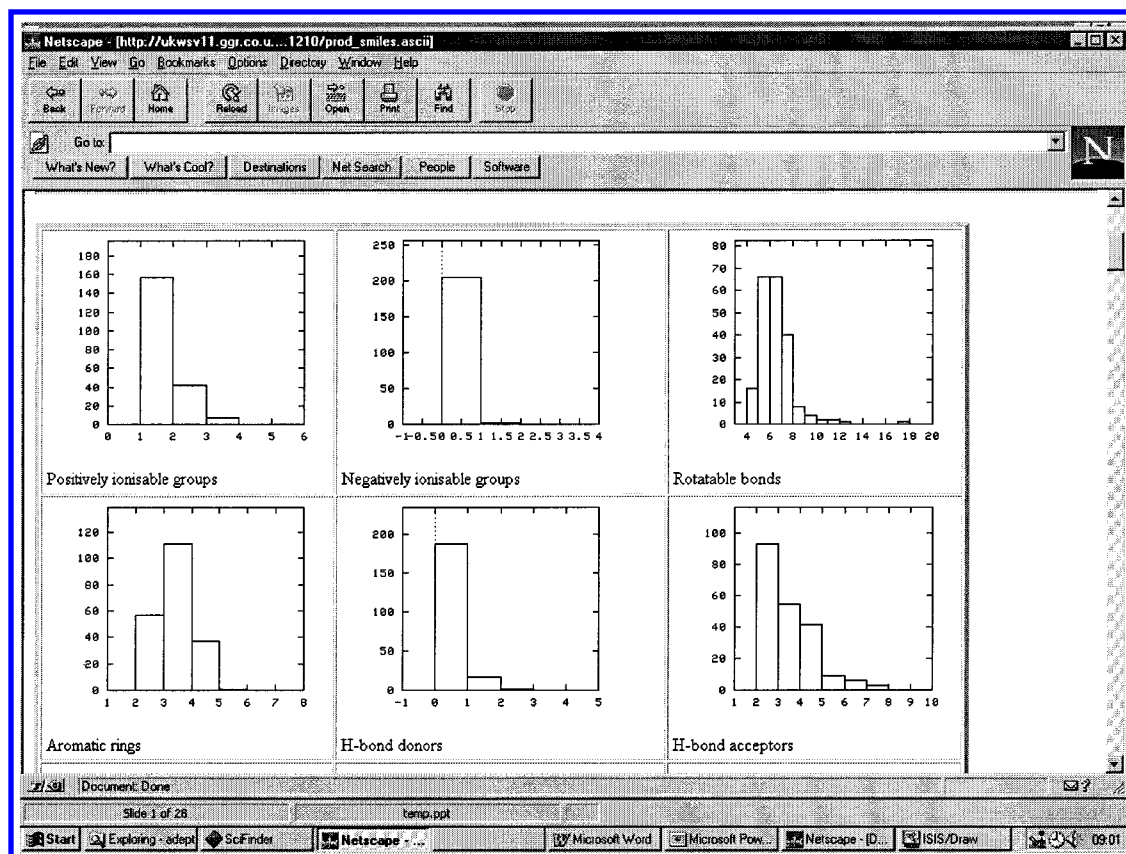 Netscape - [http://ukwsv11.ggr.co.u....1210/prod_smiles.ascii]
File Edit View Go Bookmarks Options Directory Window Help
Back Forward Home Reload Images Open Print Find Stop
Go to:
N
What's New? What's Cool? Destinations Net Search People Software
180
160
140
120
100
80
60
40
20
0
0 1 2 3 4 5 6
Positively ionisable groups
250
200
150
100
50
0
-1-0.50 0.5 1 1.5 2 2.5 3 3.5 4
Negatively ionisable groups
80
70
60
50
40
30
20
10
0
4 6 8 10 12 14 16 18 20
Rotatable bonds
120
100
80
60
40
20
0
1 2 3 4 5 6 7 8
Aromatic rings
200
150
100
50
0
-1 0 1 2 3 4 5
H-bond donors
100
80
60
40
20
0
1 2 3 4 5 6 7 8 9 10
H-bond acceptors
Document: Done
?
Slide 1 of 28 temp.ppt
Start Exploring - adept SciFinder Netscape - ... Microsoft Word Microsoft Pow... Netscape - [D... ISIS/Draw 09:01